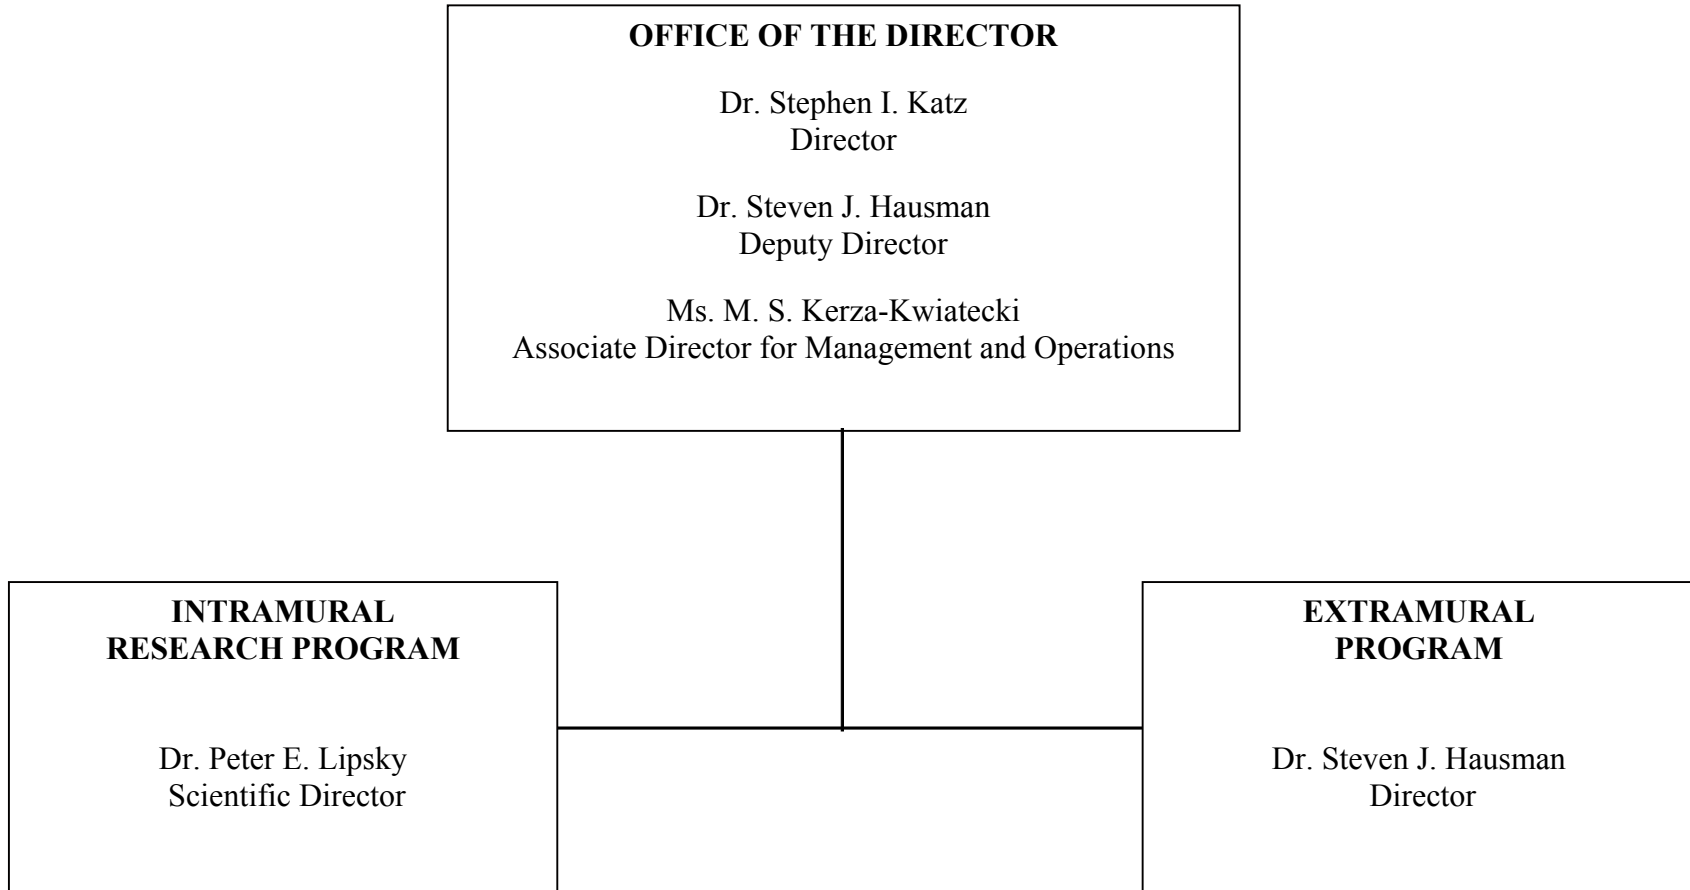 OFFICE OF THE DIRECTOR
Dr. Stephen I. Katz
Director
Dr. Steven J. Hausman
Deputy Director
Ms. M. S. Kerza-Kwiatecki
Associate Director for Management and Operations
INTRAMURAL
RESEARCH PROGRAM
Dr. Peter E. Lipsky
Scientific Director
EXTRAMURAL
PROGRAM
Dr. Steven J. Hausman
Director